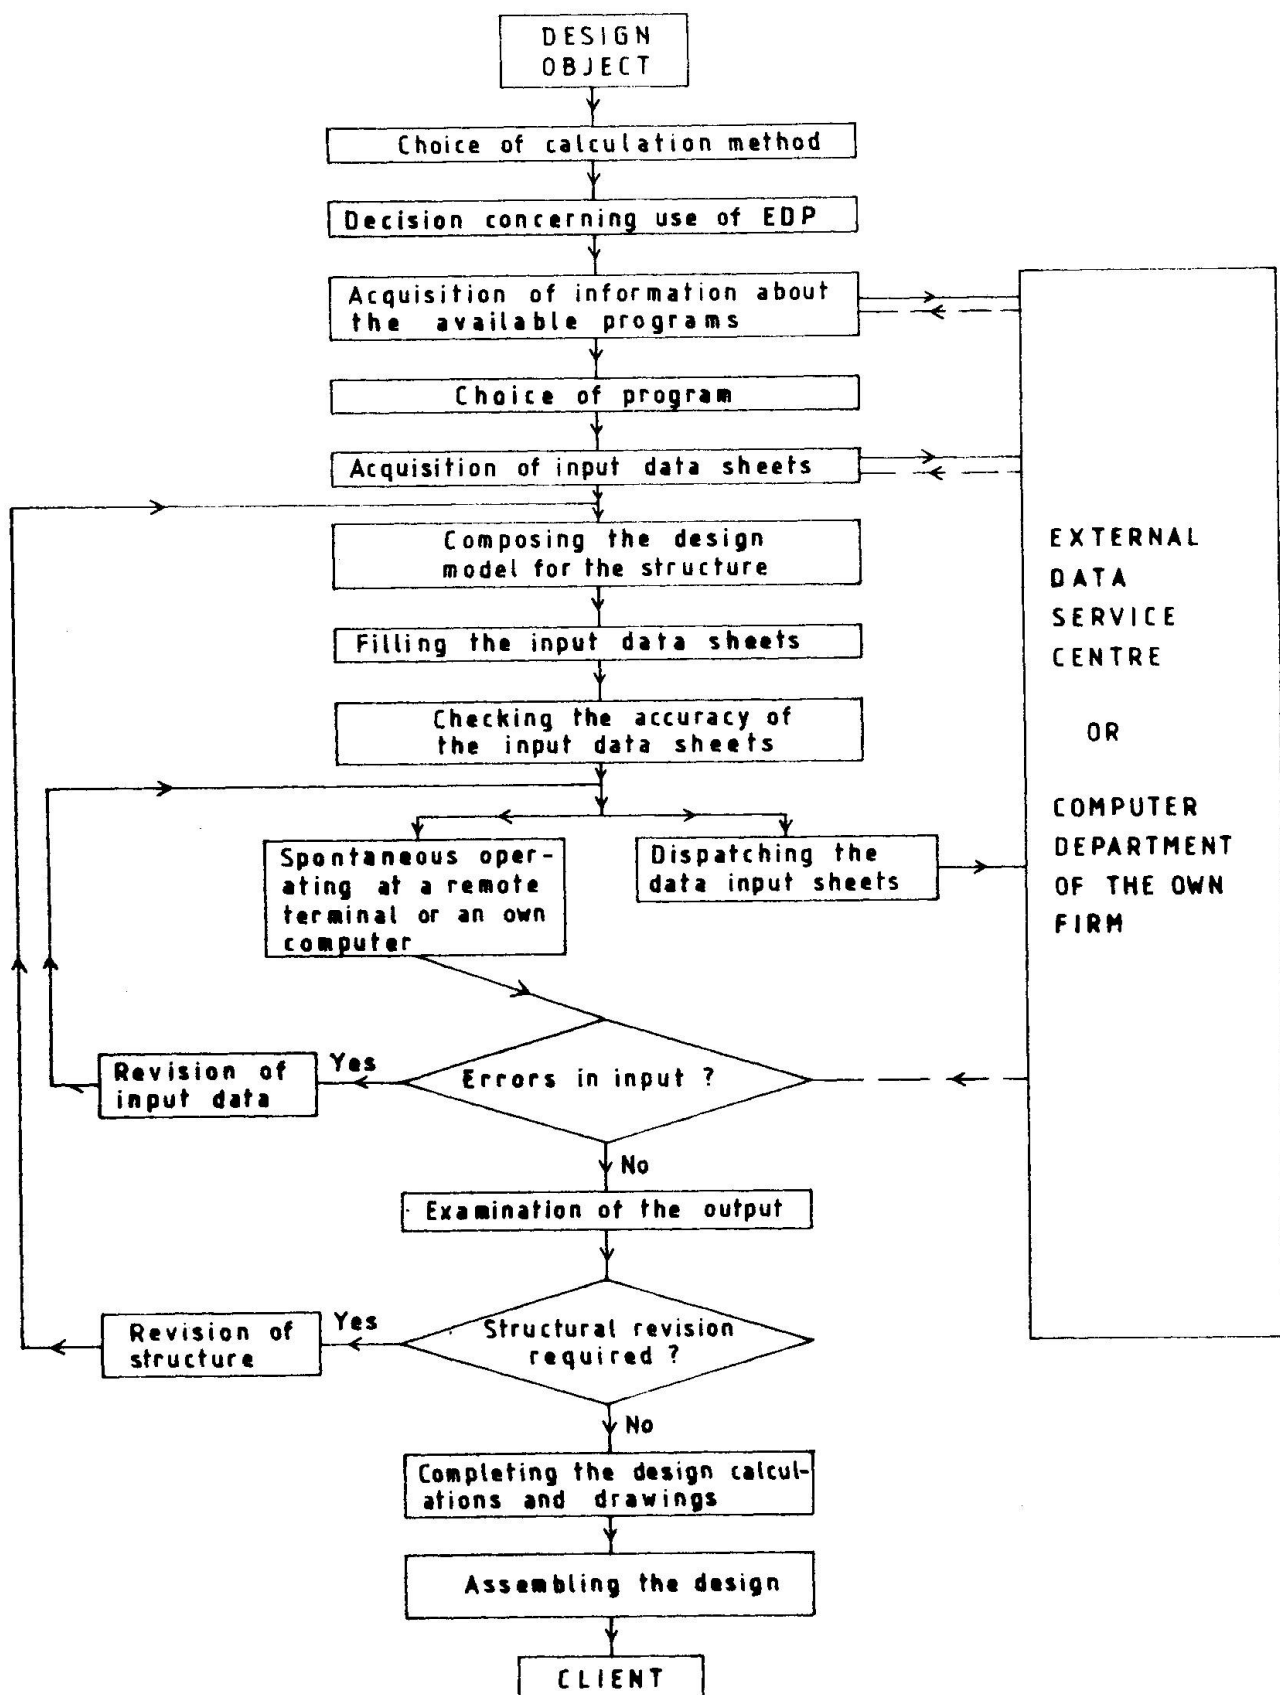 DESIGN
OBJECT
Choice of calculation method
Decision concerning use of EDP
Acquisition of information about
the available programs
Choice of program
Acquisition of input data sheets
Composing the design
model for the structure
Filling the input data sheets
Checking the accuracy of
the input data sheets
Spontaneous oper-
ating at a remote
terminal or an own
computer
Dispatching the
data input sheets
EXTERNAL
DATA
SERVICE
CENTRE
OR
COMPUTER
DEPARTMENT
OF THE OWN
FIRM
Errors in input ?
Yes
Revision of
input data
No
Examination of the output
Structural revision
required ?
Yes
Revision of
structure
No
Completing the design calcul-
ations and drawings
Assembling the design
CLIENT